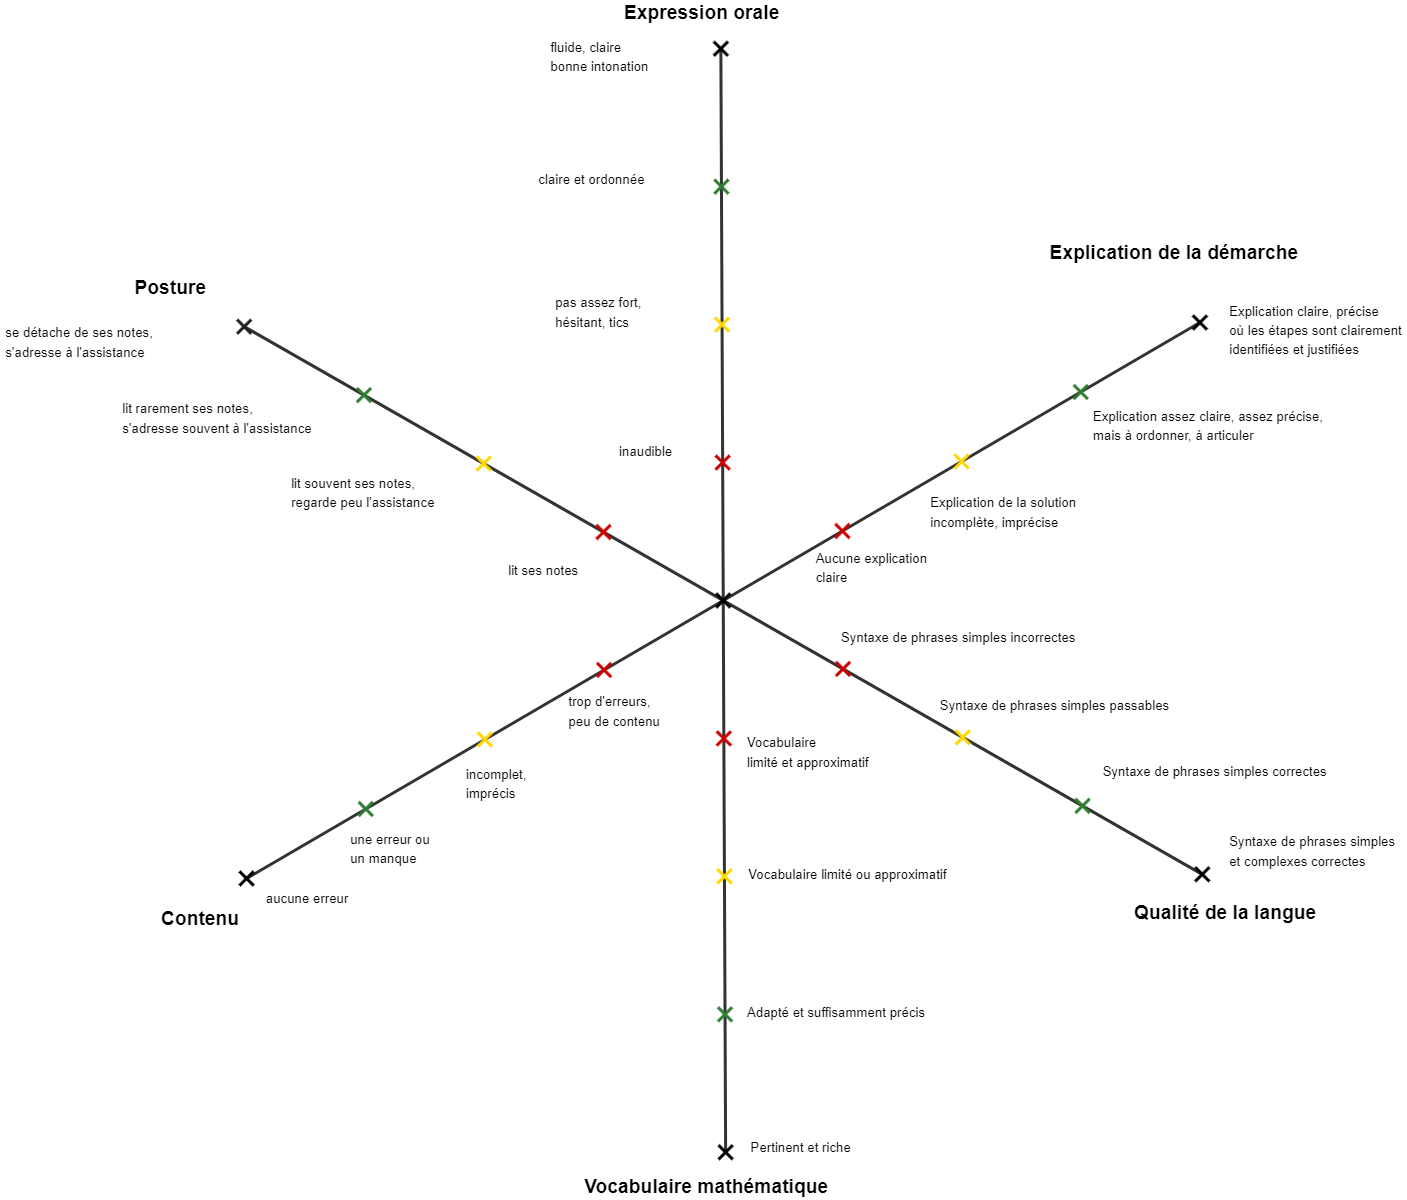 Expression orale
fluide, claire
bonne intonation
claire et ordonnée
pas assez fort,
hésitant, tics
inaudible
Explication de la démarche
Explication claire, précise
où les étapes sont clairement
identifiées et justifiées
Explication assez claire, assez précise,
mais à ordonner, à articuler
Explication de la solution
incomplète, imprécise
Aucune explication
claire
Posture
se détache de ses notes,
s'adresse à l'assistance
lit rarement ses notes,
s'adresse souvent à l'assistance
lit souvent ses notes,
regarde peu l'assistance
lit ses notes
Syntaxe de phrases simples incorrectes
Syntaxe de phrases simples passables
Syntaxe de phrases simples correctes
Syntaxe de phrases simples
et complexes correctes
Qualité de la langue
trop d'erreurs,
peu de contenu
incomplet,
imprécis
une erreur ou
un manque
aucune erreur
Contenu
Vocabulaire
limité et approximatif
Vocabulaire limité ou approximatif
Adapté et suffisamment précis
Pertinent et riche
Vocabulaire mathématique